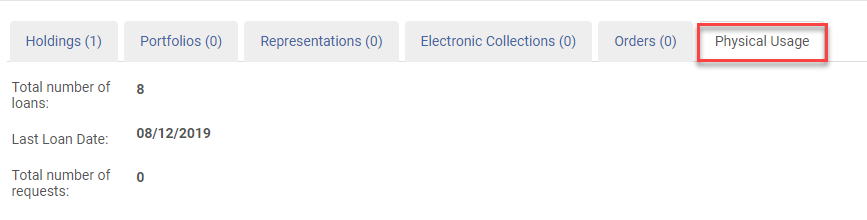 Holdings (1) Portfolios (0) Representations (0) Electronic Collections (0) Orders (0) Physical Usage
Total number of
loans: 8
Last Loan Date: 08/12/2019
Total number of
requests: 0